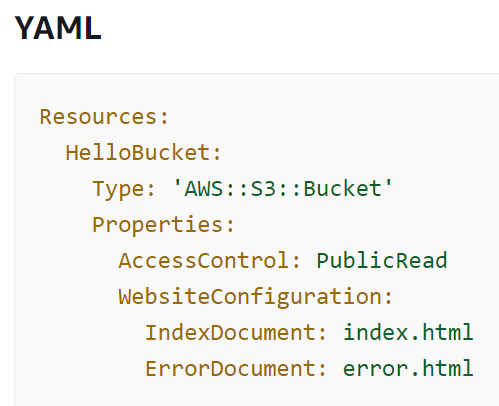 YAML
Resources:
  HelloBucket:
    Type: 'AWS::S3::Bucket'
    Properties:
      AccessControl: PublicRead
      WebsiteConfiguration:
        IndexDocument: index.html
        ErrorDocument: error.html